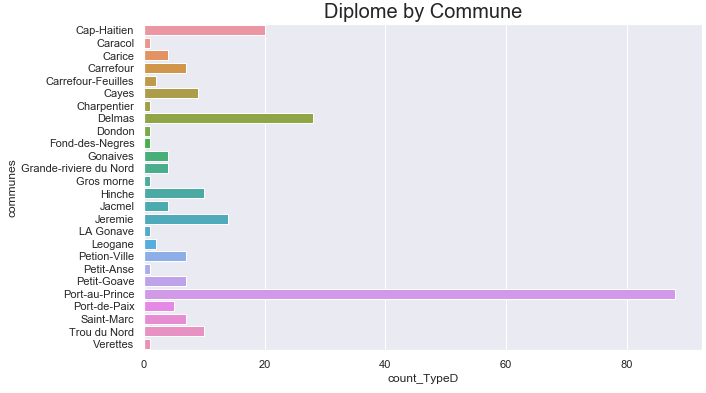 Diplome by Commune
communes
Cap-Haitien
Caracol
Carice
Carrefour
Carrefour-Feuilles
Cayes
Charpentier
Delmas
Dondon
Fond-des-Negres
Gonaives
Grande-riviere du Nord
Gros morne
Hinche
Jacmel
Jeremie
LA Gonave
Leogane
Petion-Ville
Petit-Anse
Petit-Goave
Port-au-Prince
Port-de-Paix
Saint-Marc
Trou du Nord
Verettes
0 20 40 60 80
count_TypeD